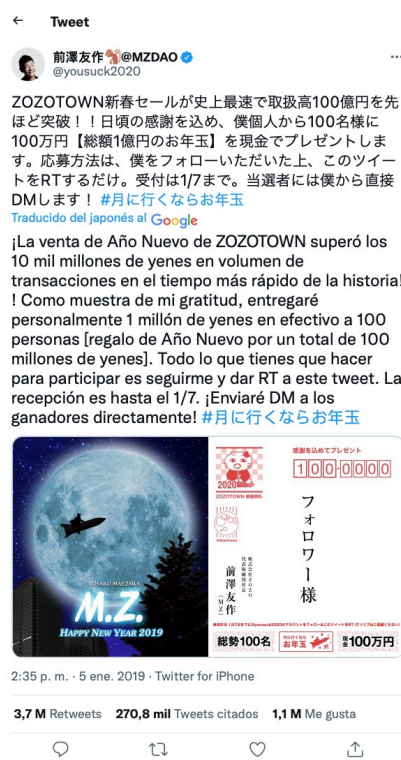 Tweet
前澤友作🐿️@MZDAO
@yousuck2020
ZOZOTOWN新春セールが史上最速で取扱高100億円を先
ほど突破！！日頃の感謝を込め、僕個人から100名様に
100万円【総額1億円のお年玉】を現金でプレゼントしま
す。応募方法は、僕をフォローいただいた上、このツイー
トをRTするだけ。受付は1/7まで。当選者には僕から直接
DMします！ #月に行くならお年玉
Traducido del japonés al Google
¡La venta de Año Nuevo de ZOZOTOWN superó los
10 mil millones de yenes en volumen de
transacciones en el tiempo más rápido de la historia!
! Como muestra de mi gratitud, entregaré
personalmente 1 millón de yenes en efectivo a 100
personas [regalo de Año Nuevo por un total de 100
millones de yenes]. Todo lo que tienes que hacer
para participar es seguirme y dar RT a este tweet. La
recepción es hasta el 1/7. ¡Enviaré DM a los
ganadores directamente! #月に行くならお年玉
YUSAKU MAEZAWA
M.Z.
HAPPY NEW YEAR 2019
感謝を込めてプレゼント
100-0000
2020
フォロワー様
前澤友作
（MZ）
総勢100名
月に行くなら
お年玉
現金100万円
2:35 p. m. · 5 ene. 2019 · Twitter for iPhone
3,7 M Retweets 270,8 mil Tweets citados 1,1 M Me gusta